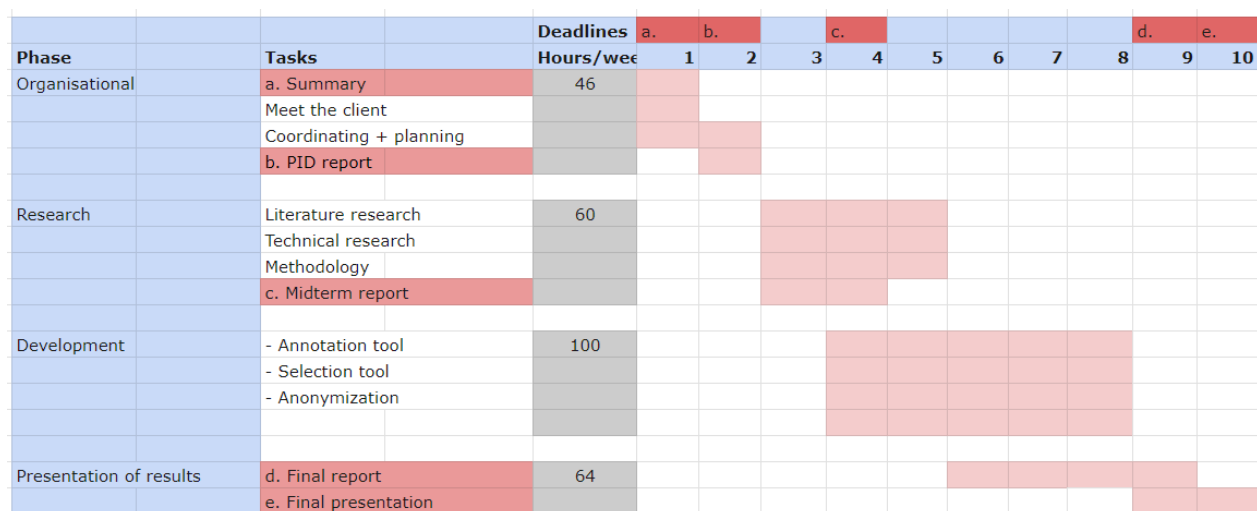 Deadlines a. b. c. d. e.
Phase Tasks Hours/wee 1 2 3 4 5 6 7 8 9 10
Organisational a. Summary 46
Meet the client
Coordinating + planning
b. PID report
Research Literature research 60
Technical research
Methodology
c. Midterm report
Development - Annotation tool 100
- Selection tool
- Anonymization
Presentation of results d. Final report 64
e. Final presentation